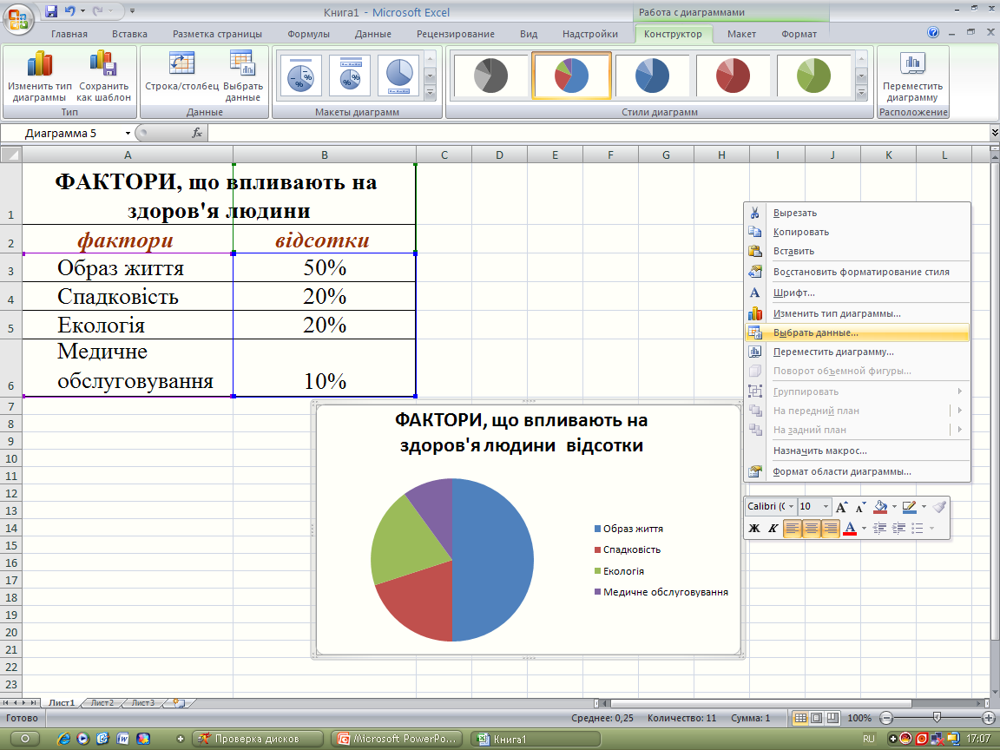 Книга1 - Microsoft Excel
Работа с диаграммами
Главная Вставка Разметка страницы Формулы Данные Рецензирование Вид Надстройки Конструктор Макет Формат
Изменить тип диаграммы
Сохранить как шаблон
Строка/столбец
Выбрать данные
Переместить диаграмму
Тип Данные Макеты диаграмм Стили диаграмм Расположение
Диаграмма 5 fx
A B C D E F G H I J K L
1 ФАКТОРИ, що впливають на
здоров'я людини
2 фактори відсотки
3 Образ життя 50%
4 Спадковість 20%
5 Екологія 20%
Медичне
6 обслуговування 10%
7
8
9
10
11
12
13
14
15
16
17
18
19
20
21
22
23
ФАКТОРИ, що впливають на
здоров'я людини відсотки
Образ життя
Спадковість
Екологія
Медичне обслуговування
Вырезать
Копировать
Вставить
Восстановить форматирование стиля
Шрифт...
Изменить тип диаграммы...
Выбрать данные...
Переместить диаграмму...
Поворот объемной фигуры...
Группировать
На передний план
На задний план
Назначить макрос...
Формат области диаграммы...
Calibri (С 10 A A
Ж К A
Лист1 Лист2 Лист3
Готово Среднее: 0,25 Количество: 11 Сумма: 1 100%
Проверка дисков Microsoft PowerPo... Книга1 RU 17:07